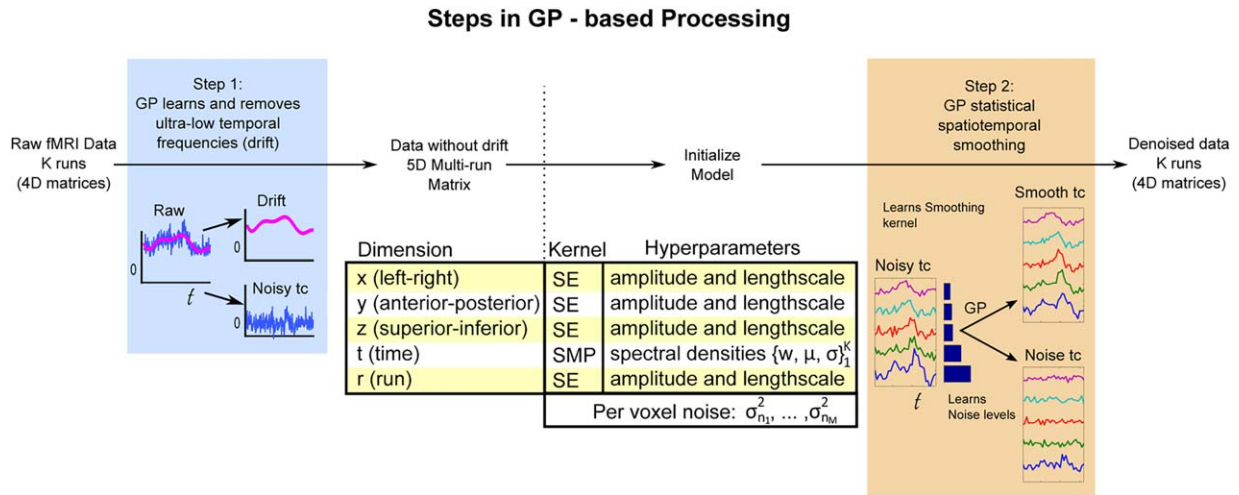 Steps in GP - based Processing
Raw fMRI Data
K runs
(4D matrices)
Step 1:
GP learns and removes
ultra-low temporal
frequencies (drift)
Raw
0
t
Drift
0
Noisy tc
0
Data without drift
5D Multi-run
Matrix
Initialize
Model
Dimension Kernel Hyperparameters
x (left-right) SE amplitude and lengthscale
y (anterior-posterior) SE amplitude and lengthscale
z (superior-inferior) SE amplitude and lengthscale
t (time) SMP spectral densities {w, μ, σ}₁ᴷ
r (run) SE amplitude and lengthscale
Per voxel noise: σ²ₙ₁, ... ,σ²ₙM
Step 2:
GP statistical
spatiotemporal
smoothing
Learns Smoothing
kernel
Noisy tc
t
GP
Learns
Noise levels
Smooth tc
Noise tc
Denoised data
K runs
(4D matrices)